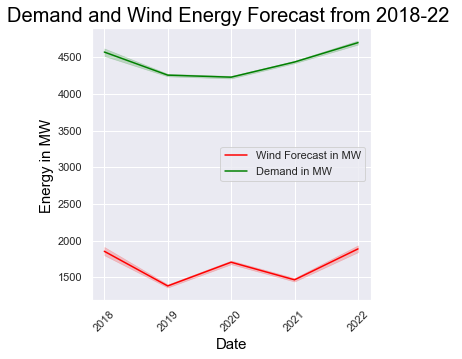 Demand and Wind Energy Forecast from 2018-22
Energy in MW
4500
4000
3500
3000
2500
2000
1500
Wind Forecast in MW
Demand in MW
2018
2019
2020
2021
2022
Date